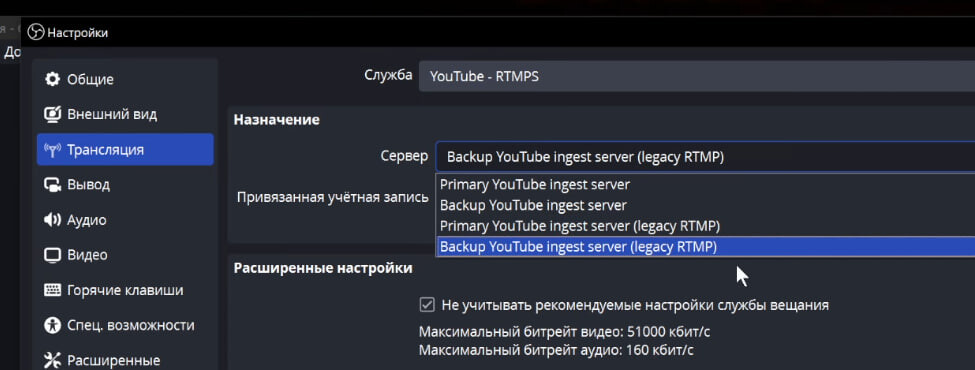 Настройки
До
Общие
Внешний вид
Трансляция
Вывод
Аудио
Видео
Горячие клавиши
Спец. возможности
Расширенные
Служба YouTube - RTMPS
Назначение
Сервер Backup YouTube ingest server (legacy RTMP)
Primary YouTube ingest server
Backup YouTube ingest server
Primary YouTube ingest server (legacy RTMP)
Backup YouTube ingest server (legacy RTMP)
Привязанная учётная запись
Расширенные настройки
Не учитывать рекомендуемые настройки службы вещания
Максимальный битрейт видео: 51000 кбит/с
Максимальный битрейт аудио: 160 кбит/с